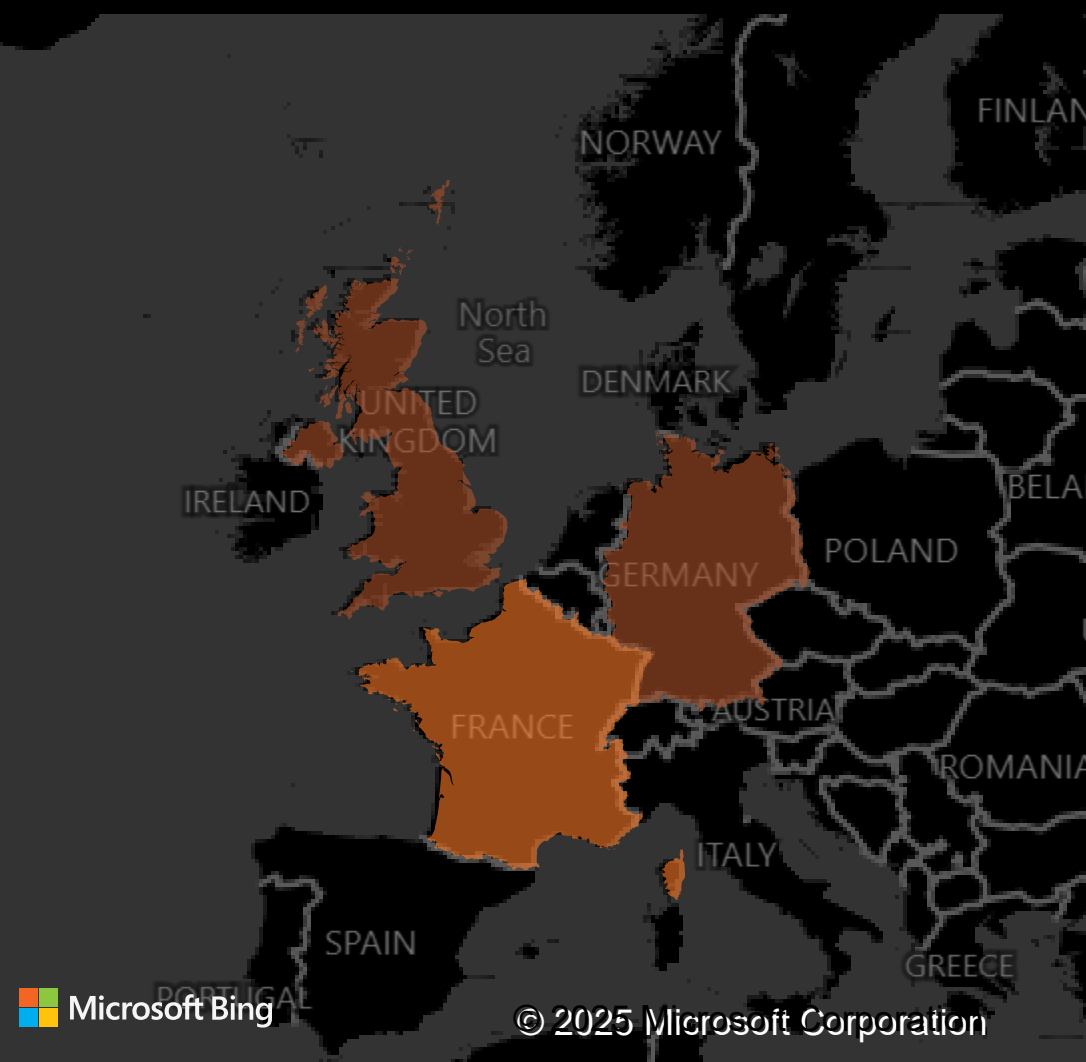 FINLAN
NORWAY
North
Sea
DENMARK
UNITED
KINGDOM
IRELAND
BELA
POLAND
GERMANY
AUSTRIA
FRANCE
ROMANIA
ITALY
SPAIN
GREECE
PORTUGAL
Microsoft Bing
© 2025 Microsoft Corporation